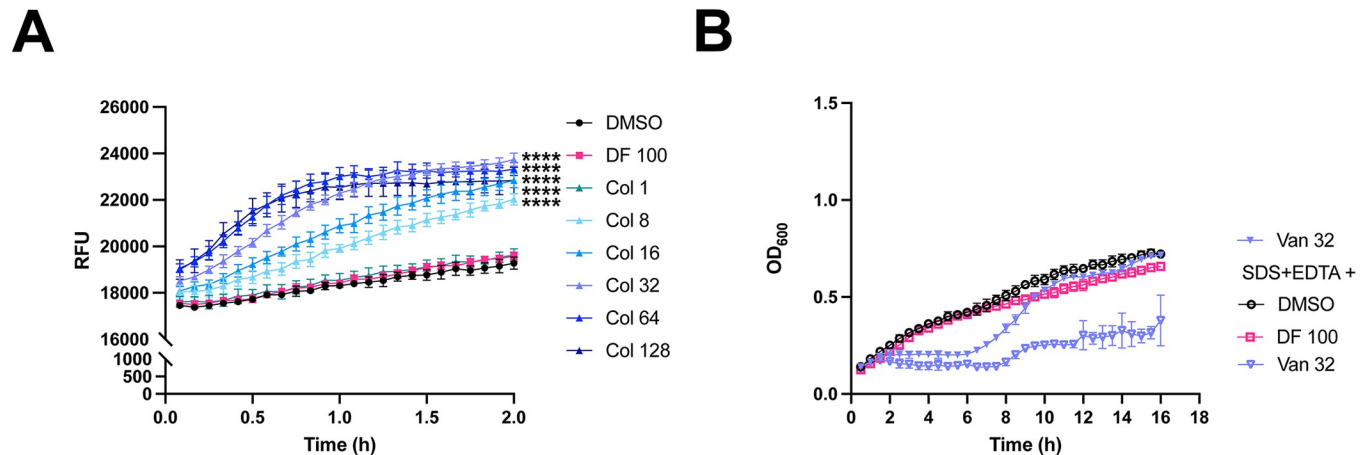 A
26000
24000
22000
20000
18000
16000
1000
500
0
RFU
0.0 0.5 1.0 1.5 2.0
Time (h)
****
****
****
****
****
DMSO
DF 100
Col 1
Col 8
Col 16
Col 32
Col 64
Col 128
B
1.5
1.0
0.5
0.0
OD600
0 2 4 6 8 10 12 14 16 18
Time (h)
Van 32
SDS+EDTA +
DMSO
DF 100
Van 32